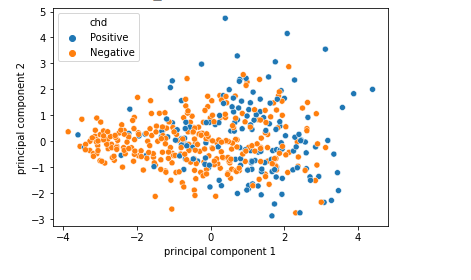 chd
Positive
Negative
5
4
3
2
1
0
−1
−2
−3
principal component 2
−4
−2
0
2
4
principal component 1